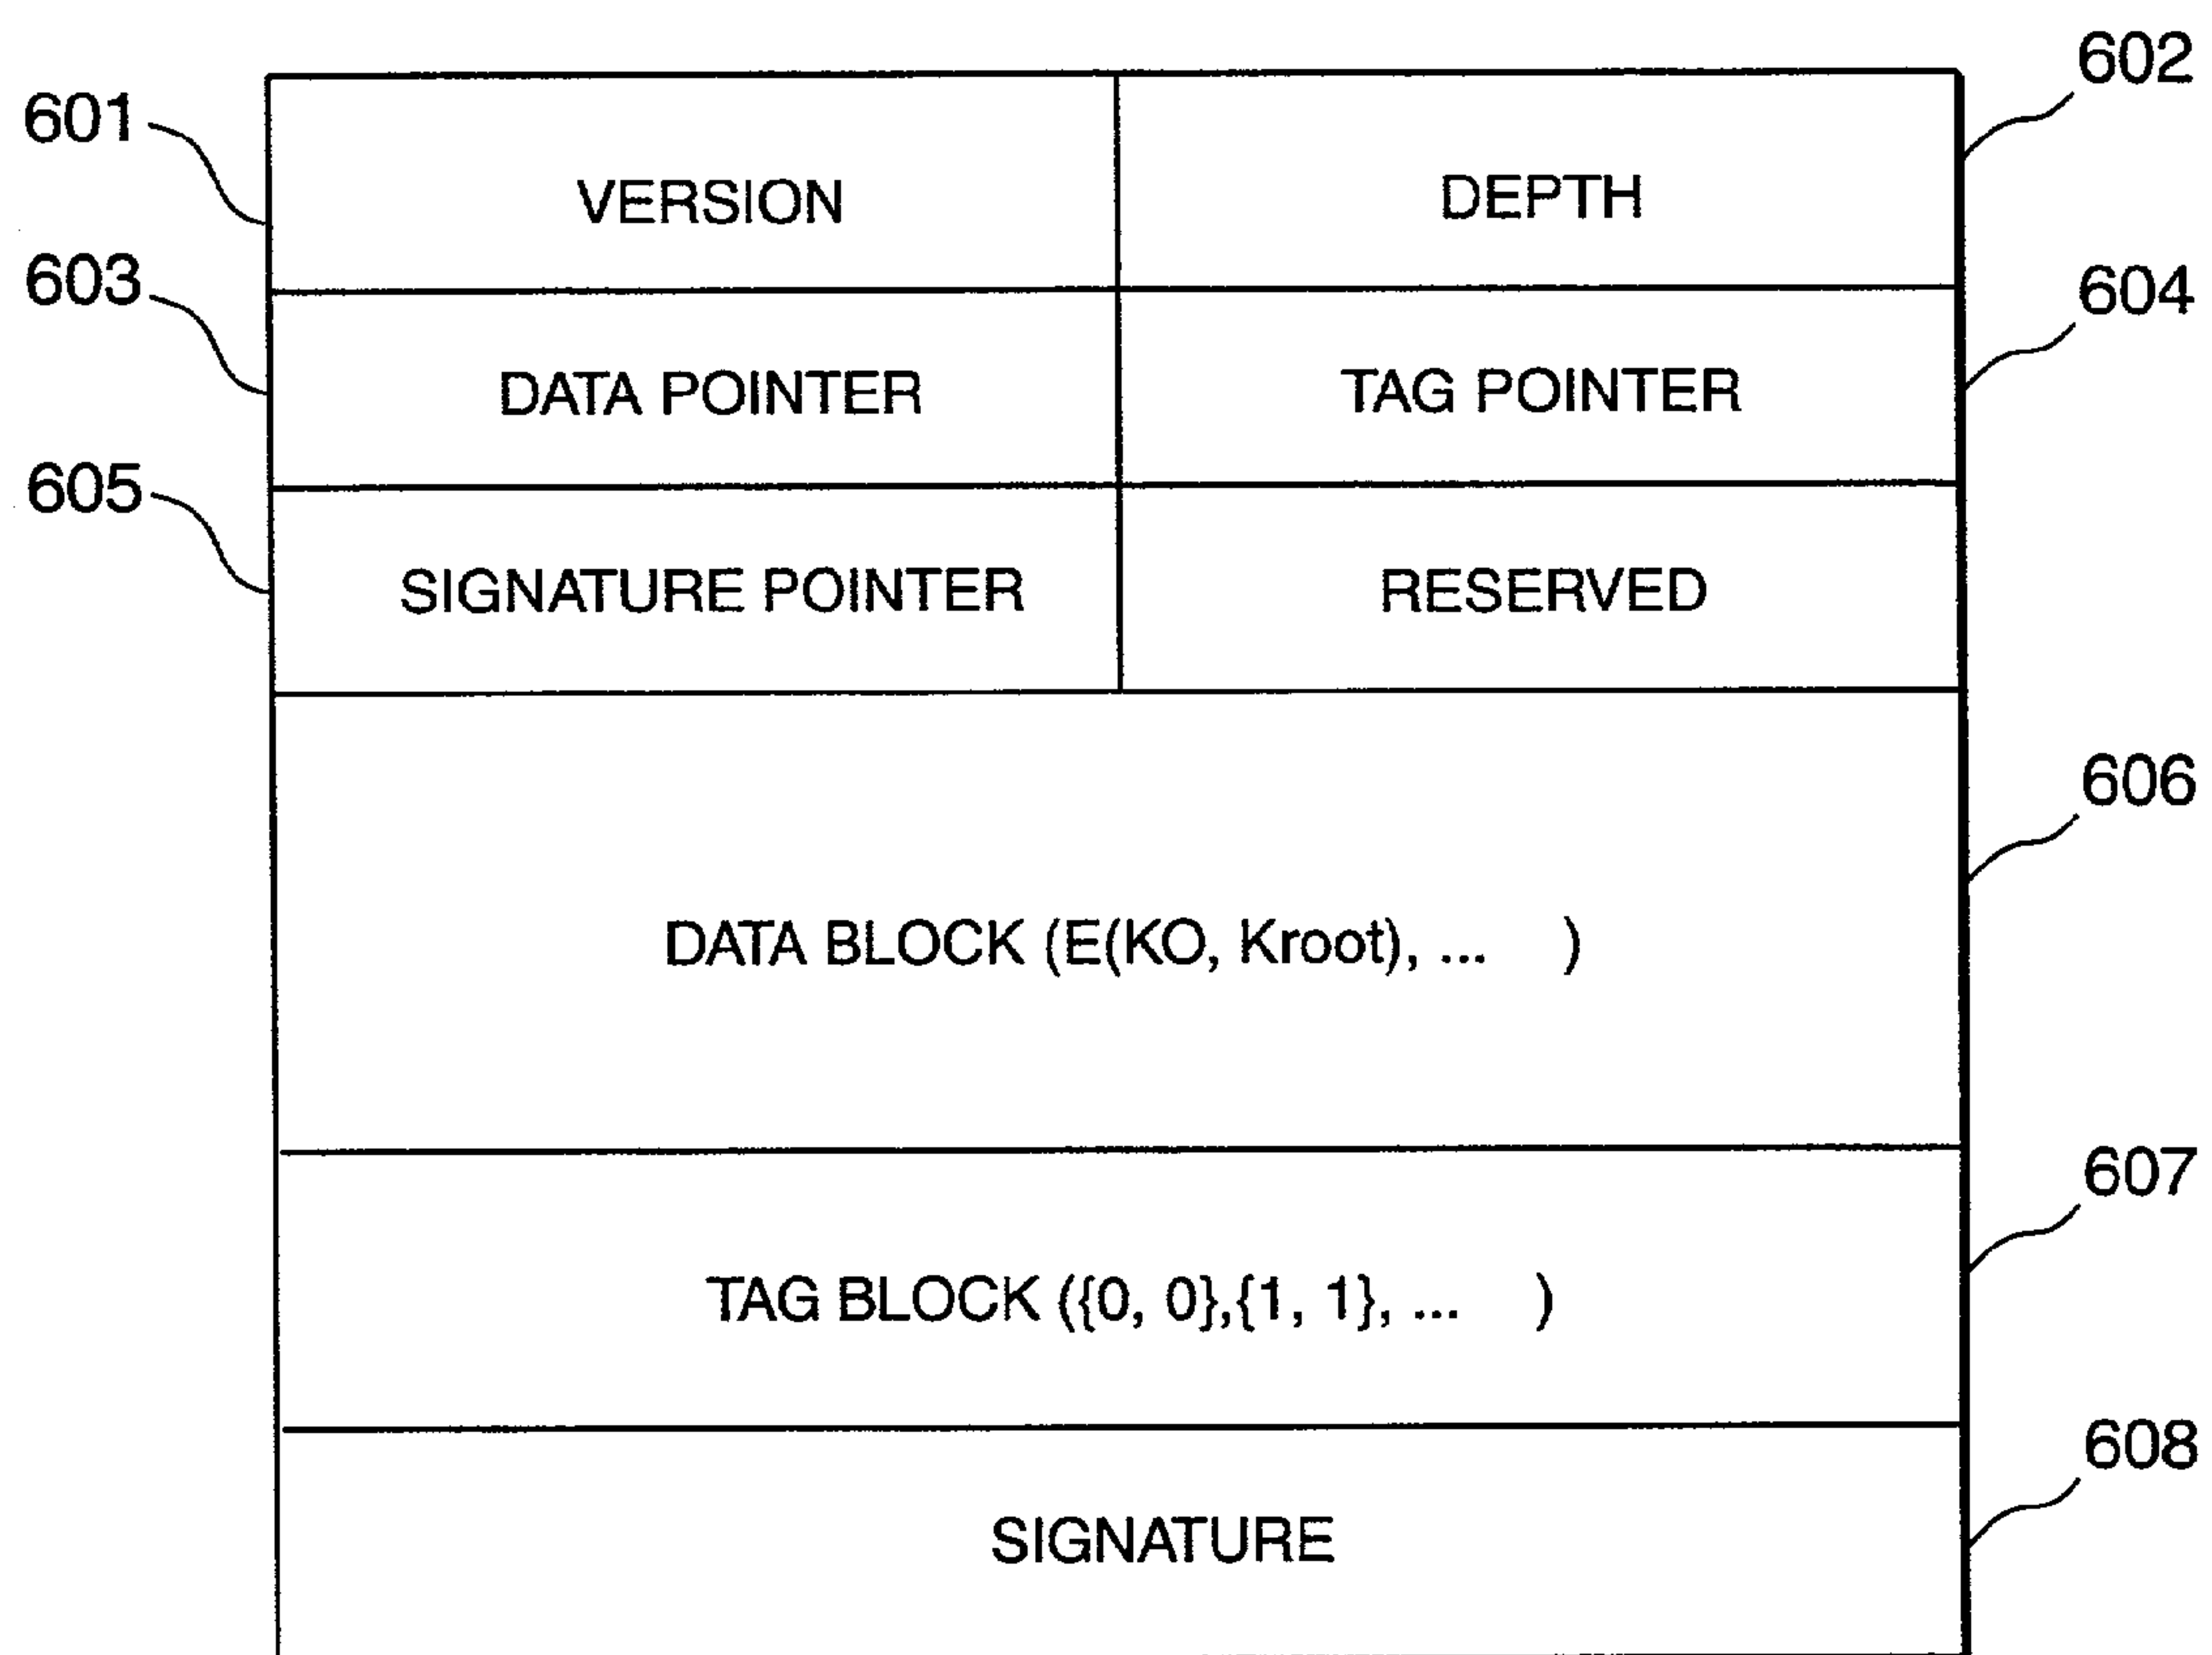 602
601
VERSION
DEPTH
603
604
DATA POINTER
TAG POINTER
605
SIGNATURE POINTER
RESERVED
606
DATA BLOCK (E(KO, Kroot), ... )
607
TAG BLOCK ({0, 0},{1, 1}, ... )
608
SIGNATURE